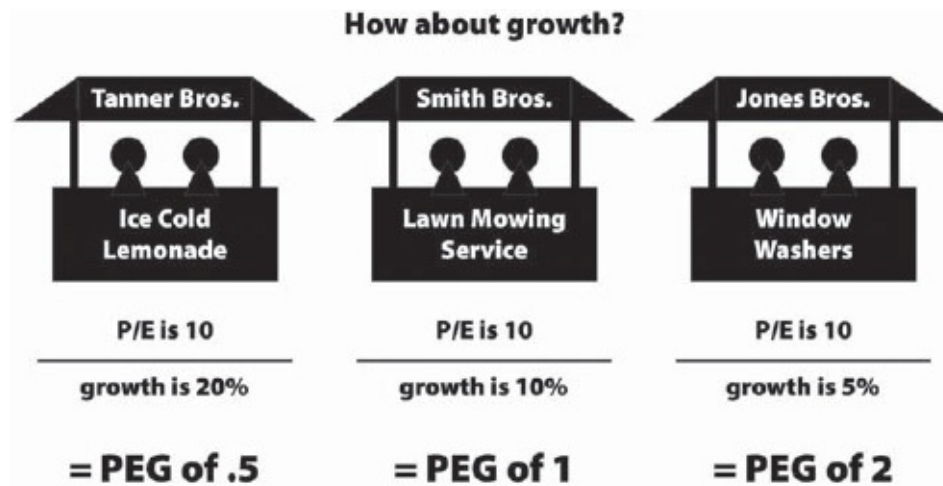 How about growth?
Tanner Bros.
Ice Cold
Lemonade
P/E is 10
growth is 20%
= PEG of .5
Smith Bros.
Lawn Mowing
Service
P/E is 10
growth is 10%
= PEG of 1
Jones Bros.
Window
Washers
P/E is 10
growth is 5%
= PEG of 2